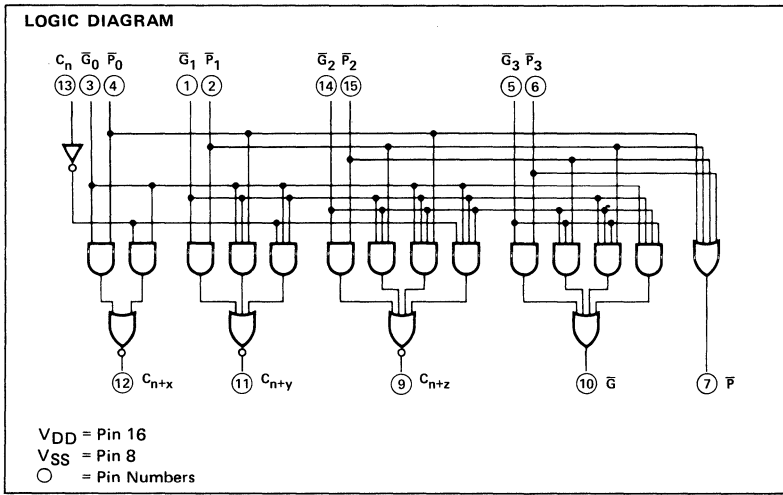 LOGIC DIAGRAM
Cn G̅0 P̅0 G̅1 P̅1 G̅2 P̅2 G̅3 P̅3
13 3 4 1 2 14 15 5 6
12 Cn+x 11 Cn+y 9 Cn+z 10 G̅ 7 P̅
VDD = Pin 16
VSS = Pin 8
○ = Pin Numbers